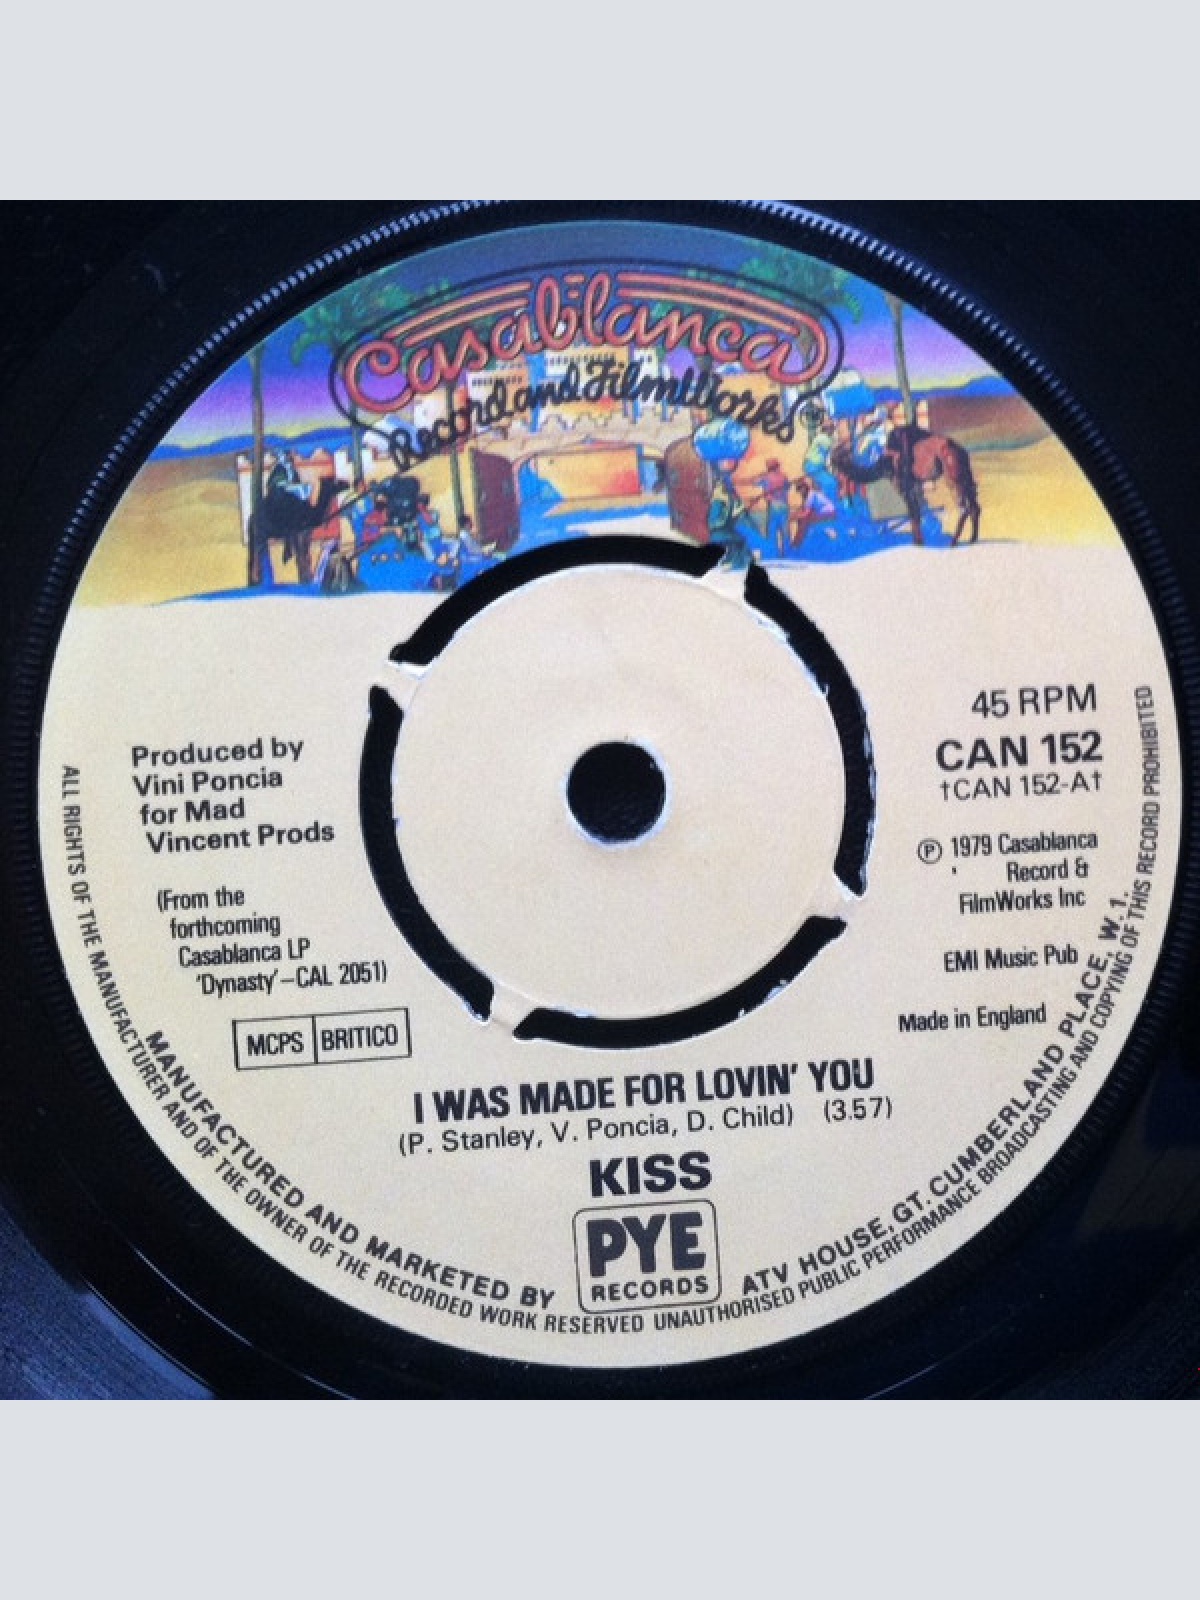 Casablanca
Record and FilmWorks
®
45 RPM
CAN 152
†CAN 152-A†
Produced by
Vini Poncia
for Mad
Vincent Prods
℗ 1979 Casablanca
Record &
FilmWorks Inc
(From the
forthcoming
Casablanca LP
'Dynasty'–CAL 2051)
EMI Music Pub
MCPS BRITICO
Made in England
I WAS MADE FOR LOVIN' YOU
(P. Stanley, V. Poncia, D. Child) (3.57)
KISS
PYE
RECORDS
MANUFACTURED AND MARKETED BY
ATV HOUSE, GT. CUMBERLAND PLACE, W.1.
ALL RIGHTS OF THE MANUFACTURER AND OF THE OWNER OF THE RECORDED WORK RESERVED UNAUTHORISED PUBLIC PERFORMANCE BROADCASTING AND COPYING OF THIS RECORD PROHIBITED